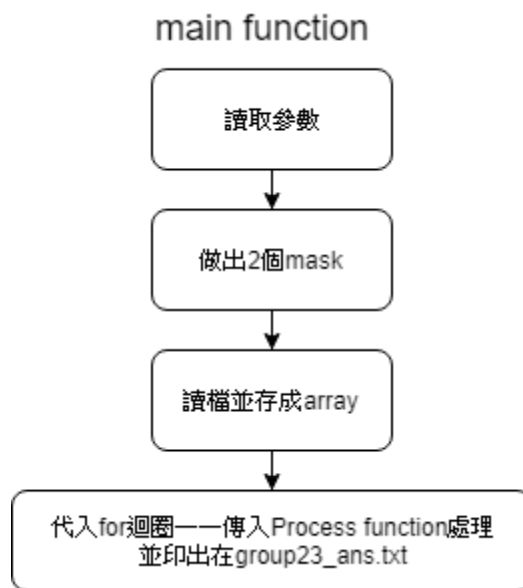 main function
讀取參數
做出2個mask
讀檔並存成array
代入for迴圈一一傳入Process function處理
並印出在group23_ans.txt